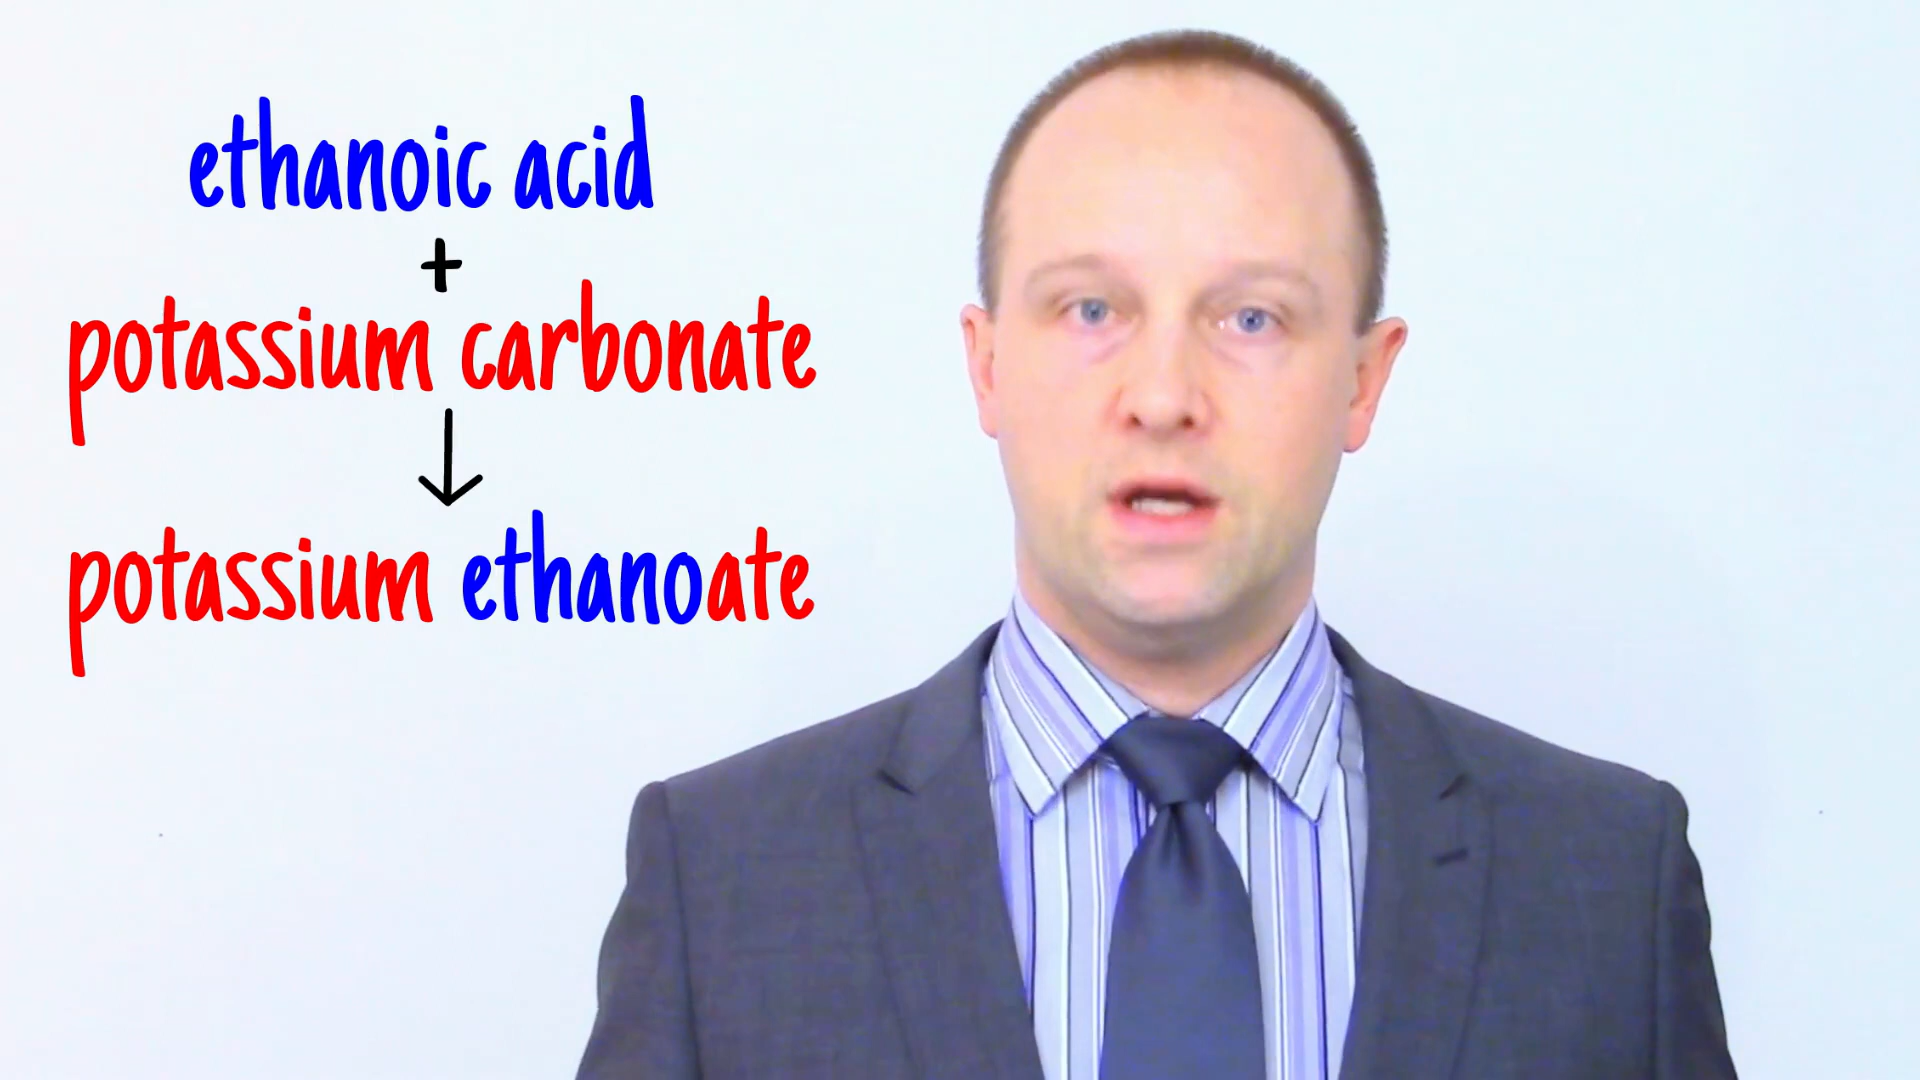 ethanoic acid
+
potassium carbonate
↓
potassium ethanoate